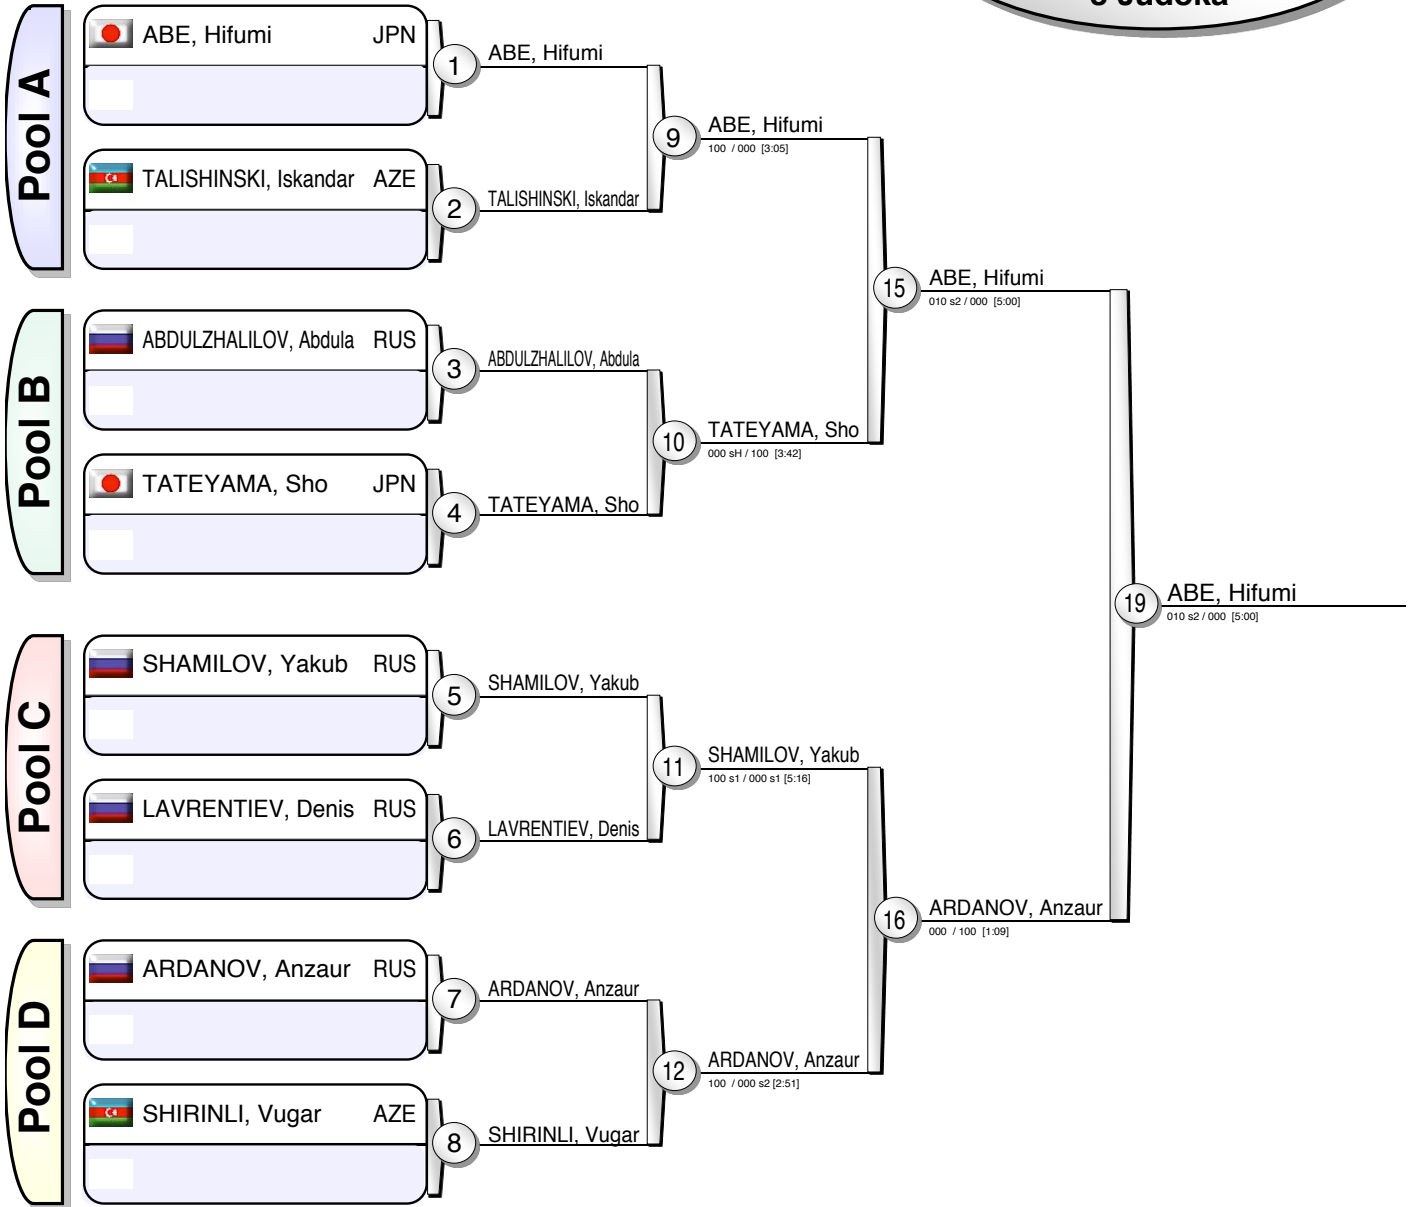 8 Judoka
Pool A
ABE, Hifumi JPN
1
ABE, Hifumi
TALISHINSKI, Iskandar AZE
2
TALISHINSKI, Iskandar
9
ABE, Hifumi
100 / 000 [3:05]
Pool B
ABDULZHALILOV, Abdula RUS
3
ABDULZHALILOV, Abdula
TATEYAMA, Sho JPN
4
TATEYAMA, Sho
10
TATEYAMA, Sho
000 sH / 100 [3:42]
15
ABE, Hifumi
010 s2 / 000 [5:00]
Pool C
SHAMILOV, Yakub RUS
5
SHAMILOV, Yakub
LAVRENTIEV, Denis RUS
6
LAVRENTIEV, Denis
11
SHAMILOV, Yakub
100 s1 / 000 s1 [5:16]
Pool D
ARDANOV, Anzaur RUS
7
ARDANOV, Anzaur
SHIRINLI, Vugar AZE
8
SHIRINLI, Vugar
12
ARDANOV, Anzaur
100 / 000 s2 [2:51]
16
ARDANOV, Anzaur
000 / 100 [1:09]
19
ABE, Hifumi
010 s2 / 000 [5:00]